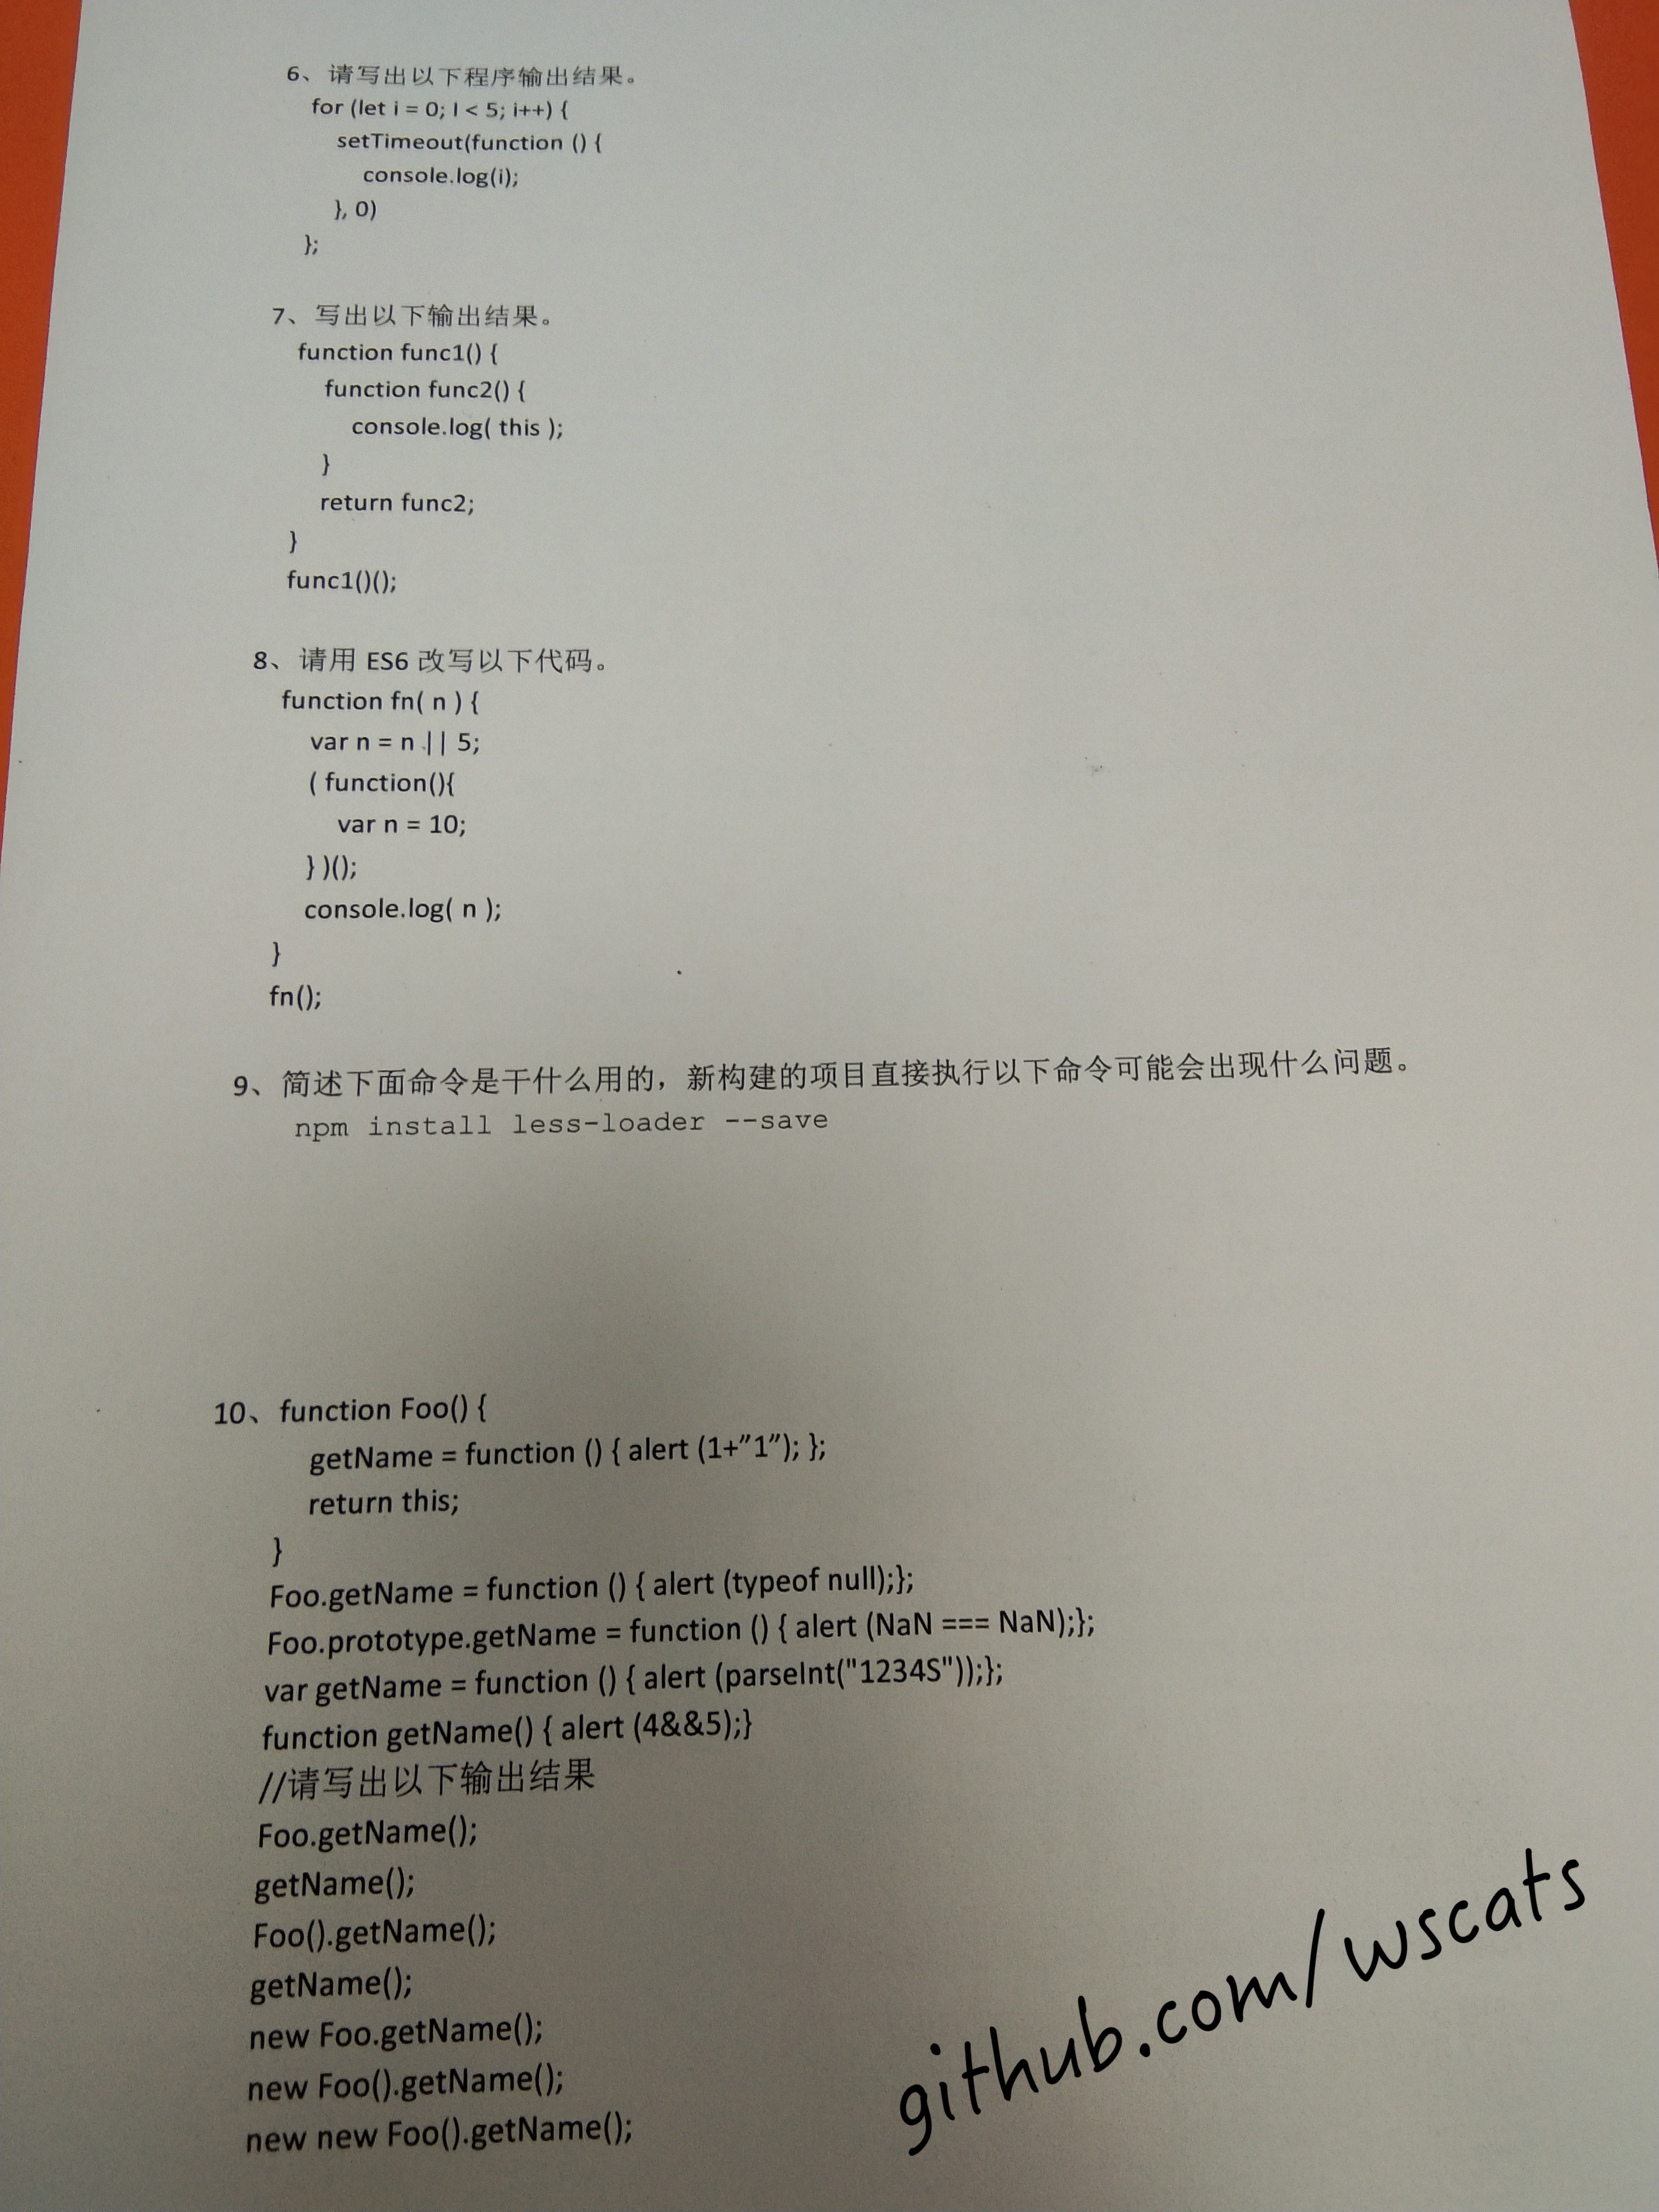 6、请写出以下程序输出结果。
for (let i = 0; I < 5; i++) {
setTimeout(function () {
console.log(i);
}, 0)
};
7、写出以下输出结果。
function func1() {
function func2() {
console.log( this );
}
return func2;
}
func1()();
8、请用 ES6 改写以下代码。
function fn( n ) {
var n = n || 5;
( function(){
var n = 10;
} )();
console.log( n );
}
fn();
9、简述下面命令是干什么用的，新构建的项目直接执行以下命令可能会出现什么问题。
npm install less-loader --save
10、function Foo() {
getName = function () { alert (1+”1”); };
return this;
}
Foo.getName = function () { alert (typeof null);};
Foo.prototype.getName = function () { alert (NaN === NaN);};
var getName = function () { alert (parseInt("1234S"));};
function getName() { alert (4&&5);}
//请写出以下输出结果
Foo.getName();
getName();
Foo().getName();
getName();
new Foo.getName();
new Foo().getName();
new new Foo().getName();
github.com/wscats